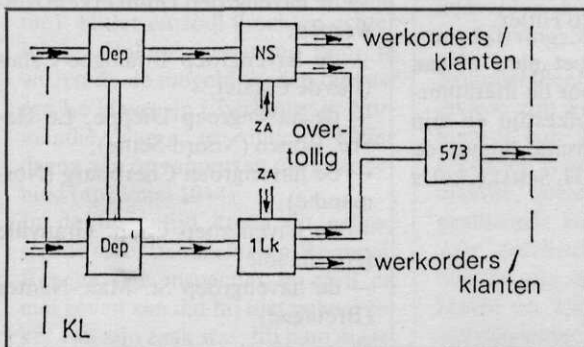 Dep
NS
werkorders /
klanten
ZA
over-
tollig
ZA
573
Dep
1Lk
werkorders /
klanten
KL